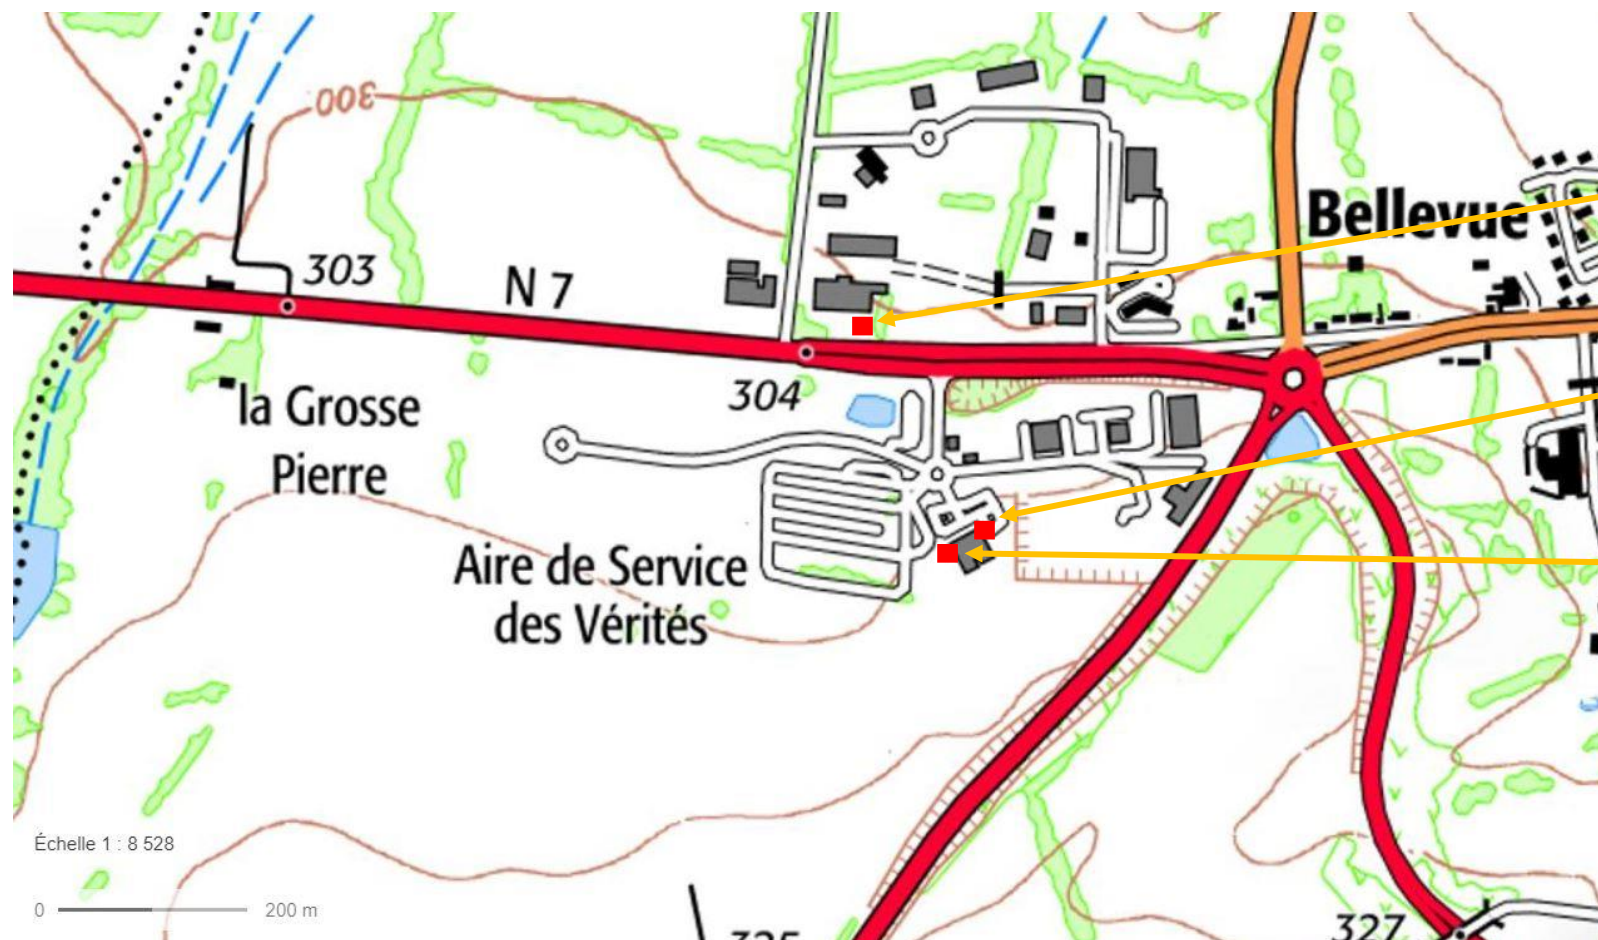 300
Bellevue
303
N 7
304
la Grosse
Pierre
Aire de Service
des Vérités
Échelle 1 : 8 528
0 200 m
325
327